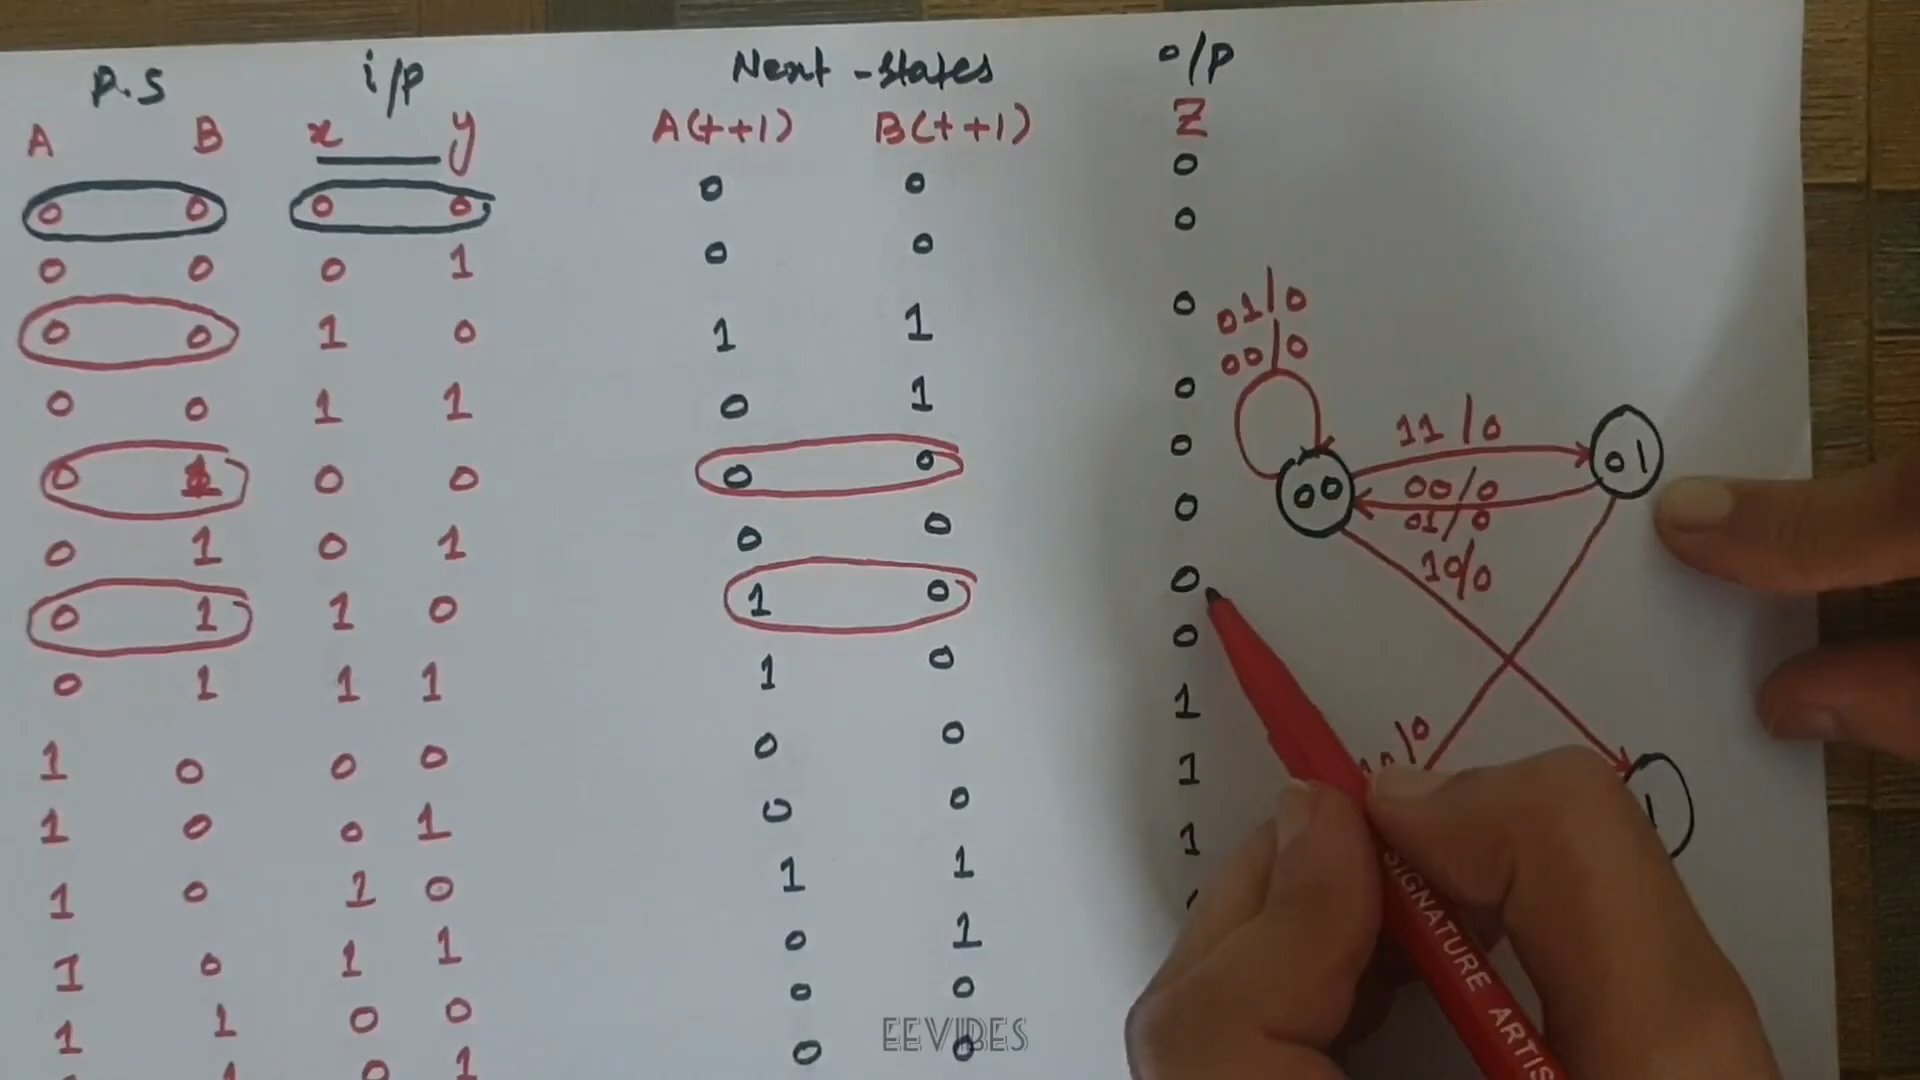 P.S i/p Next-states o/p
A B x y A(t+1) B(t+1) Z
0 0 0 0 0 0 0
0 0 0 1 0 0 0
0 0 1 0 1 1 0
0 0 1 1 0 1 0
0 1 0 0 0 0 0
0 1 0 1 0 0 0
0 1 1 0 1 0 0
0 1 1 1 1 0 0
1 0 0 0 0 0 1
1 0 0 1 0 0 1
1 0 1 0 1 1 1
1 0 1 1 0 1
1 1 0 0 0 0
1 0 1 0 0
01/0
00/0
11/0
01
00
00/0
01/0
10/0
1
SIGNATURE ARTIS
EEVIBES